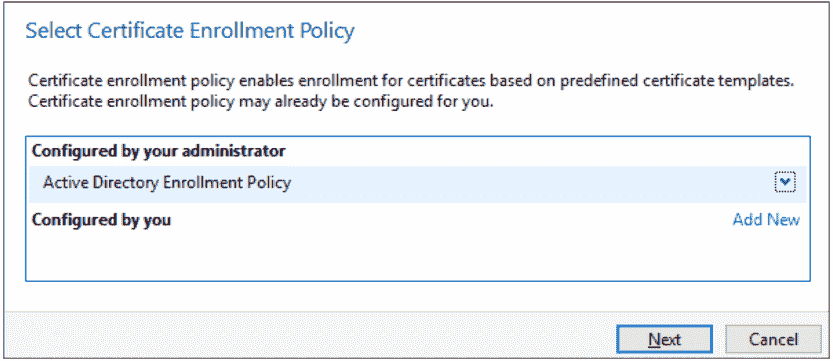 Select Certificate Enrollment Policy
Certificate enrollment policy enables enrollment for certificates based on predefined certificate templates.
Certificate enrollment policy may already be configured for you.
Configured by your administrator
Active Directory Enrollment Policy
Configured by you
Add New
Next
Cancel